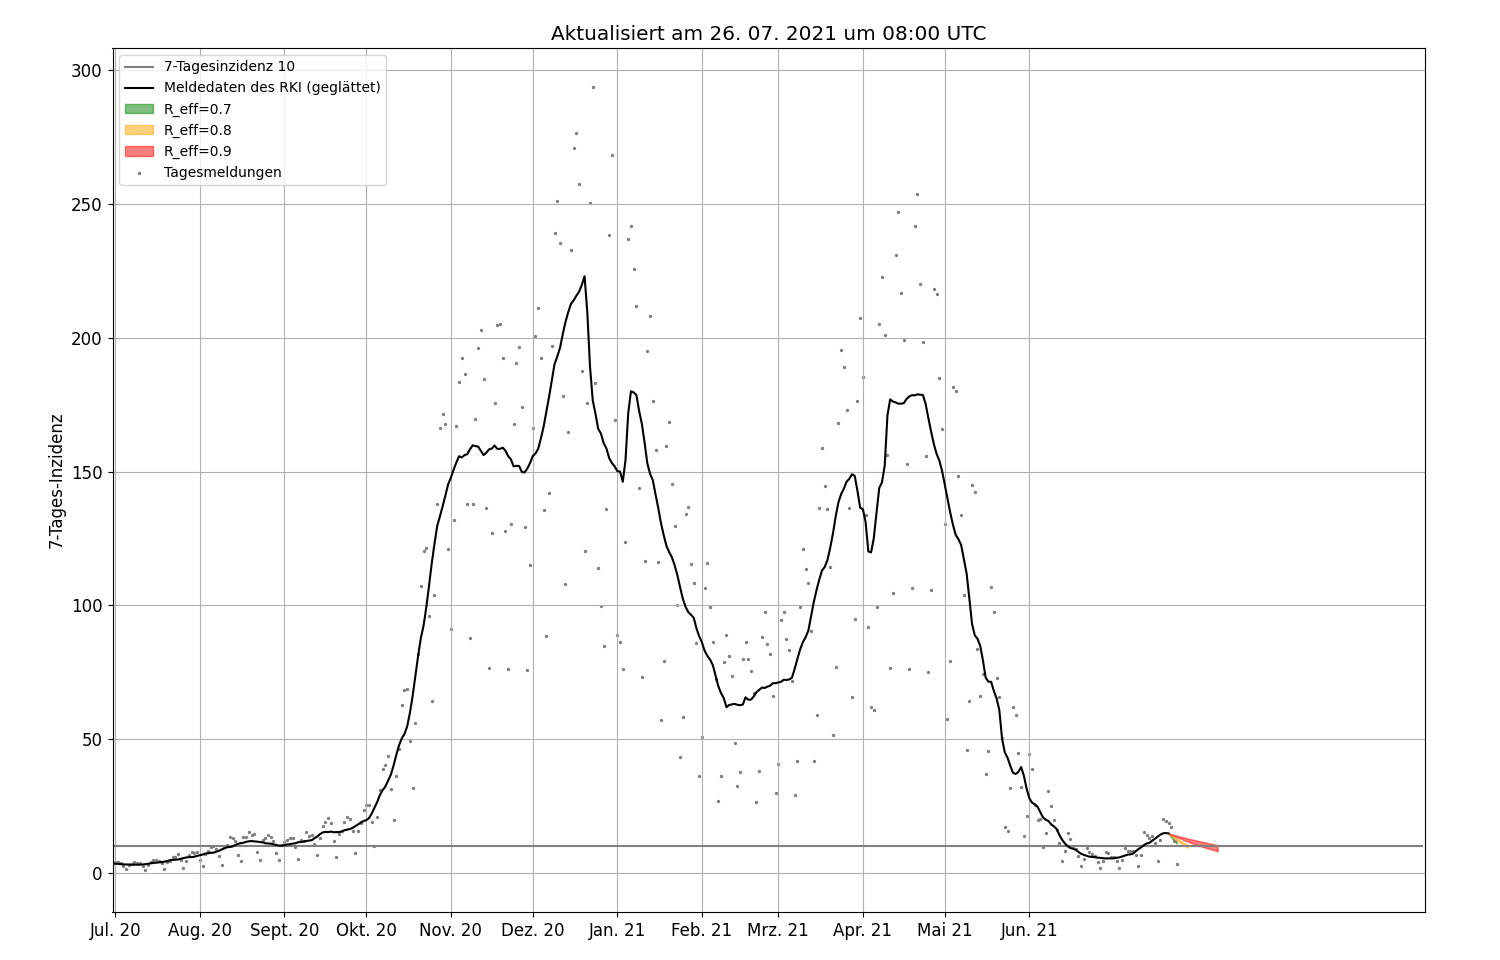 Aktualisiert am 26. 07. 2021 um 08:00 UTC
7-Tagesinzidenz 10
Meldedaten des RKI (geglättet)
R_eff=0.7
R_eff=0.8
R_eff=0.9
Tagesmeldungen
7-Tages-Inzidenz
300
250
200
150
100
50
0
Jul. 20 Aug. 20 Sept. 20 Okt. 20 Nov. 20 Dez. 20 Jan. 21 Feb. 21 Mrz. 21 Apr. 21 Mai 21 Jun. 21